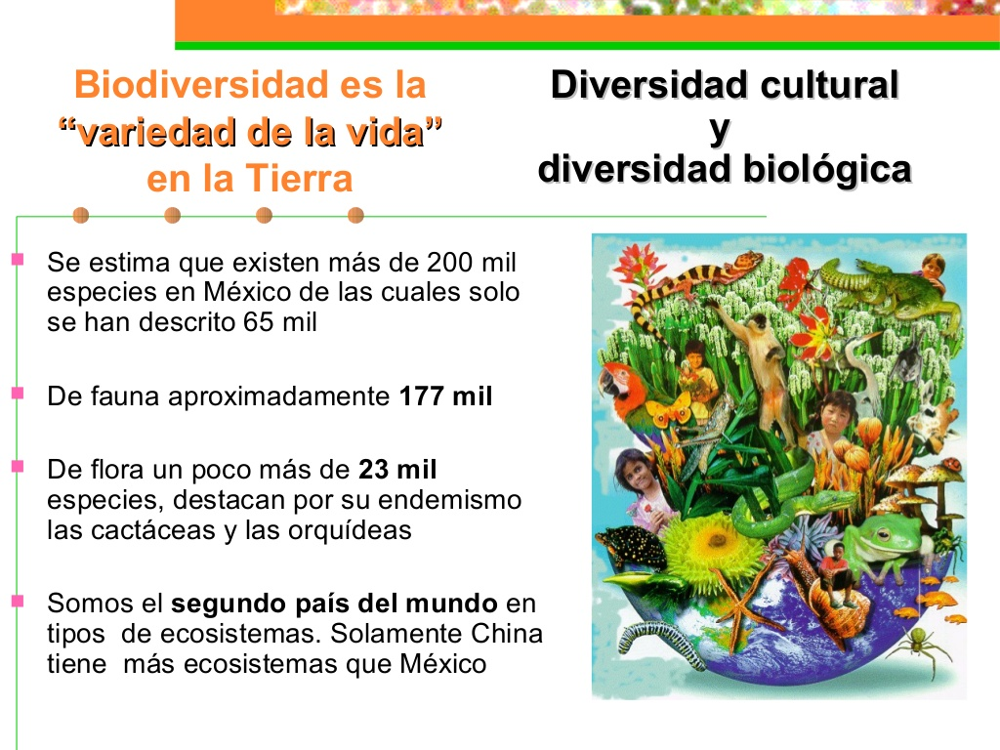 Biodiversidad es la
“variedad de la vida”
en la Tierra
Diversidad cultural
y
diversidad biológica
Se estima que existen más de 200 mil
especies en México de las cuales solo
se han descrito 65 mil
De fauna aproximadamente 177 mil
De flora un poco más de 23 mil
especies, destacan por su endemismo
las cactáceas y las orquídeas
Somos el segundo país del mundo en
tipos  de ecosistemas. Solamente China
tiene  más ecosistemas que México